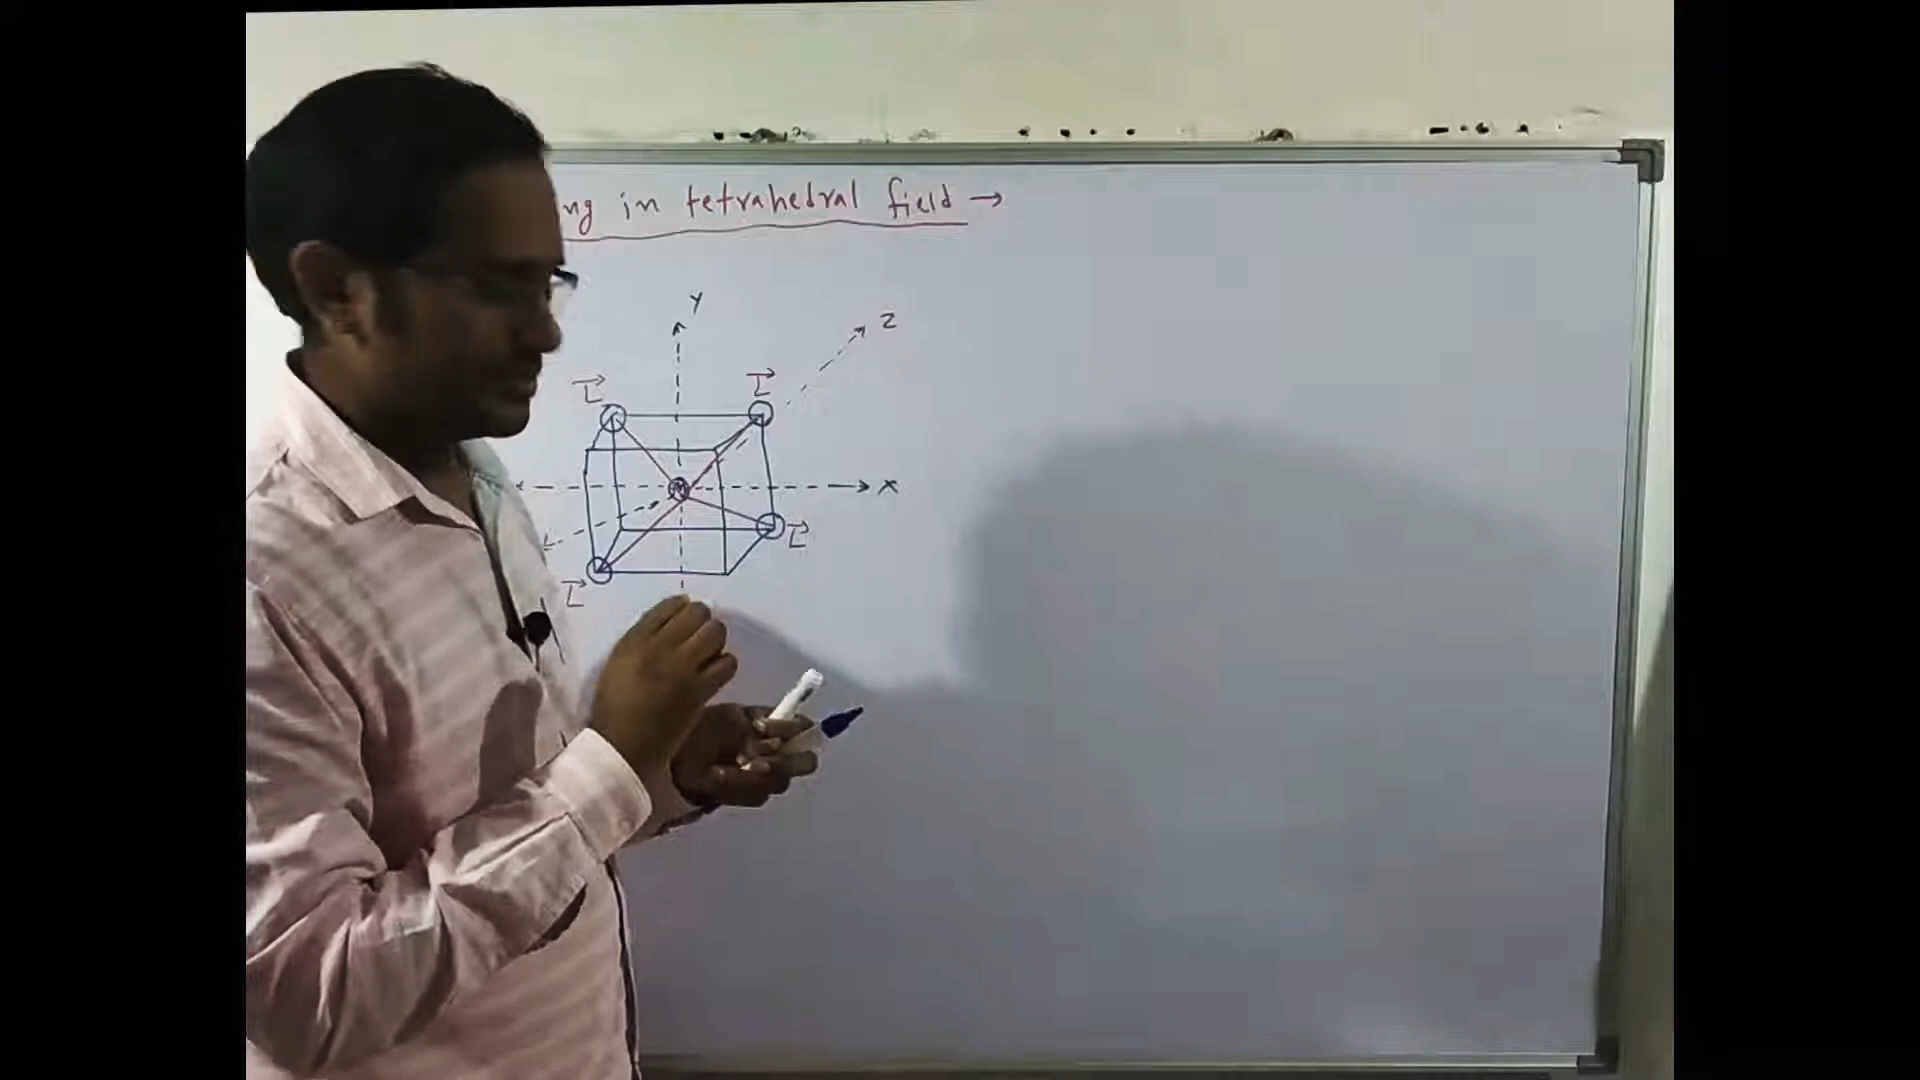 ng in tetrahedral field →
Y
Z
L L
M
X
L
L